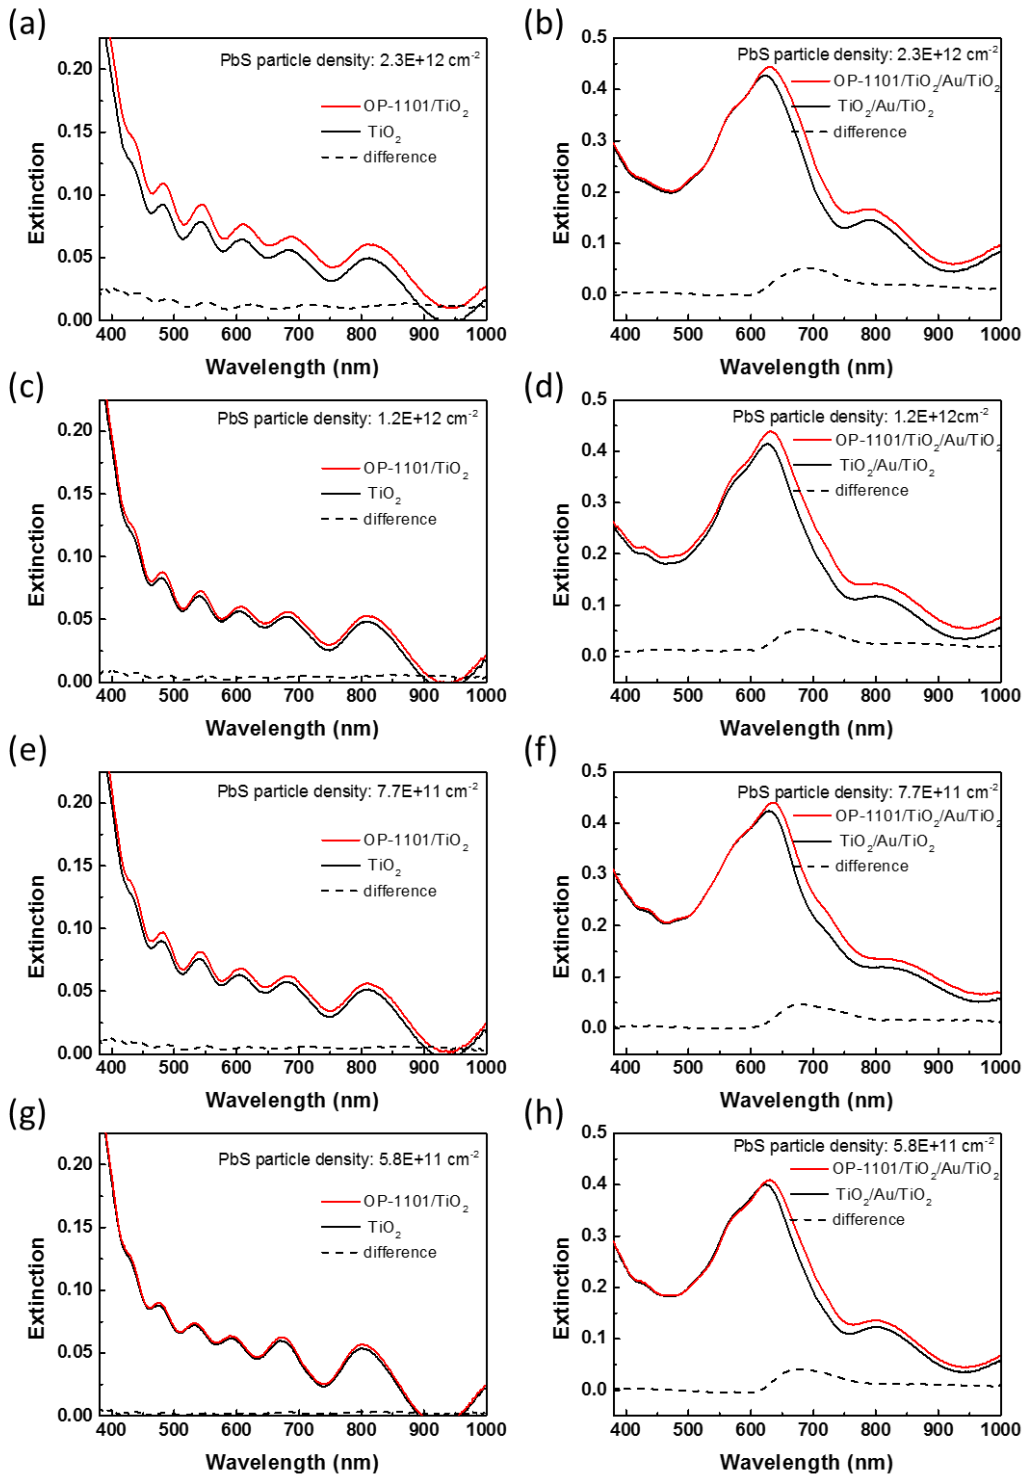 (a)
PbS particle density: 2.3E+12 cm⁻²
OP-1101/TiO₂
TiO₂
difference
Extinction
0.20
0.15
0.10
0.05
0.00
400 500 600 700 800 900 1000
Wavelength (nm)
(b)
PbS particle density: 2.3E+12 cm⁻²
OP-1101/TiO₂/Au/TiO₂
TiO₂/Au/TiO₂
difference
Extinction
0.5
0.4
0.3
0.2
0.1
0.0
400 500 600 700 800 900 1000
Wavelength (nm)
(c)
PbS particle density: 1.2E+12 cm⁻²
OP-1101/TiO₂
TiO₂
difference
Extinction
0.20
0.15
0.10
0.05
0.00
400 500 600 700 800 900 1000
Wavelength (nm)
(d)
PbS particle density: 1.2E+12cm⁻²
OP-1101/TiO₂/Au/TiO₂
TiO₂/Au/TiO₂
difference
Extinction
0.5
0.4
0.3
0.2
0.1
0.0
400 500 600 700 800 900 1000
Wavelength (nm)
(e)
PbS particle density: 7.7E+11 cm⁻²
OP-1101/TiO₂
TiO₂
difference
Extinction
0.20
0.15
0.10
0.05
0.00
400 500 600 700 800 900 1000
Wavelength (nm)
(f)
PbS particle density: 7.7E+11 cm⁻²
OP-1101/TiO₂/Au/TiO₂
TiO₂/Au/TiO₂
difference
Extinction
0.5
0.4
0.3
0.2
0.1
0.0
400 500 600 700 800 900 1000
Wavelength (nm)
(g)
PbS particle density: 5.8E+11 cm⁻²
OP-1101/TiO₂
TiO₂
difference
Extinction
0.20
0.15
0.10
0.05
0.00
400 500 600 700 800 900 1000
Wavelength (nm)
(h)
PbS particle density: 5.8E+11 cm⁻²
OP-1101/TiO₂/Au/TiO₂
TiO₂/Au/TiO₂
difference
Extinction
0.5
0.4
0.3
0.2
0.1
0.0
400 500 600 700 800 900 1000
Wavelength (nm)